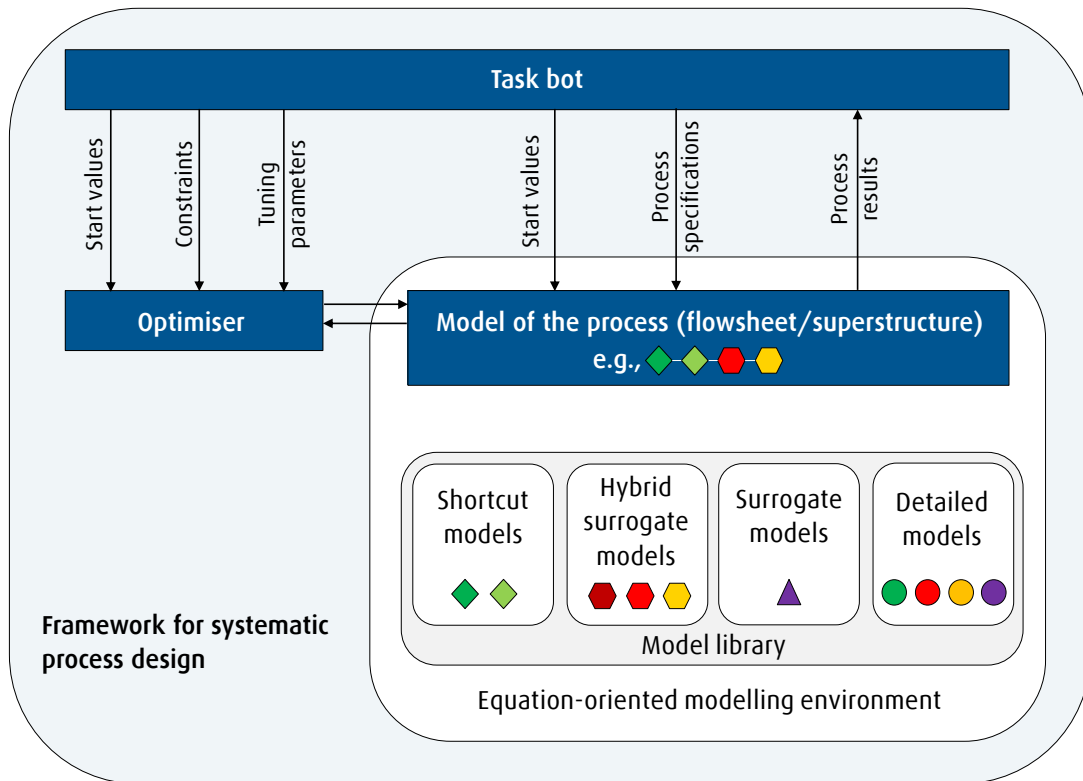 Task bot
Start values
Constraints
Tuning
parameters
Start values
Process
specifications
Process
results
Optimiser
Model of the process (flowsheet/superstructure)
e.g.,
Shortcut
models
Hybrid
surrogate
models
Surrogate
models
Detailed
models
Model library
Framework for systematic
process design
Equation-oriented modelling environment